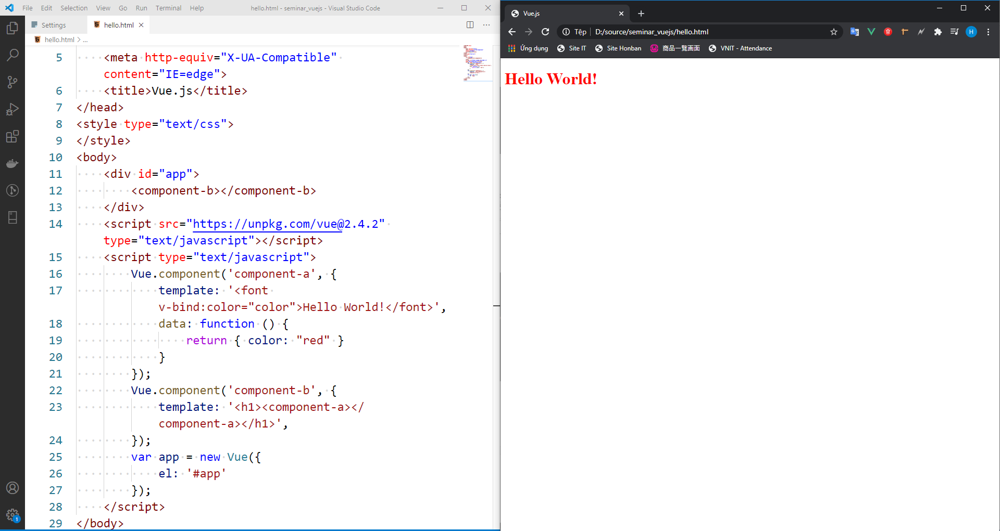 File Edit Selection View Go Run Terminal Help hello.html - seminar_vuejs - Visual Studio Code
Settings hello.html
hello.html > ...
5 <meta http-equiv="X-UA-Compatible"
content="IE=edge">
6 <title>Vue.js</title>
7 </head>
8 <style type="text/css">
9 </style>
10 <body>
11 <div id="app">
12 <component-b></component-b>
13 </div>
14 <script src="https://unpkg.com/vue@2.4.2"
type="text/javascript"></script>
15 <script type="text/javascript">
16 Vue.component('component-a', {
17 template: '<font
v-bind:color="color">Hello World!</font>',
18 data: function () {
19 return { color: "red" }
20 }
21 });
22 Vue.component('component-b', {
23 template: '<h1><component-a></
component-a></h1>',
24 });
25 var app = new Vue({
26 el: '#app'
27 });
28 </script>
29 </body>
1
Vue.js
Tệp D:/source/seminar_vuejs/hello.html H
Ứng dụng Site IT Site Honban 商品一覧画面 VNIT - Attendance
Hello World!